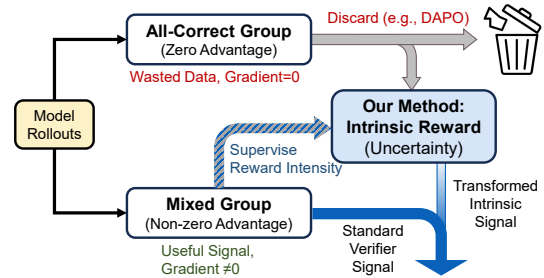 All-Correct Group
(Zero Advantage)
Discard (e.g., DAPO)
Wasted Data, Gradient=0
Model
Rollouts
Our Method:
Intrinsic Reward
(Uncertainty)
Supervise
Reward Intensity
Mixed Group
(Non-zero Advantage)
Transformed
Intrinsic
Signal
Useful Signal,
Gradient ≠0
Standard
Verifier
Signal